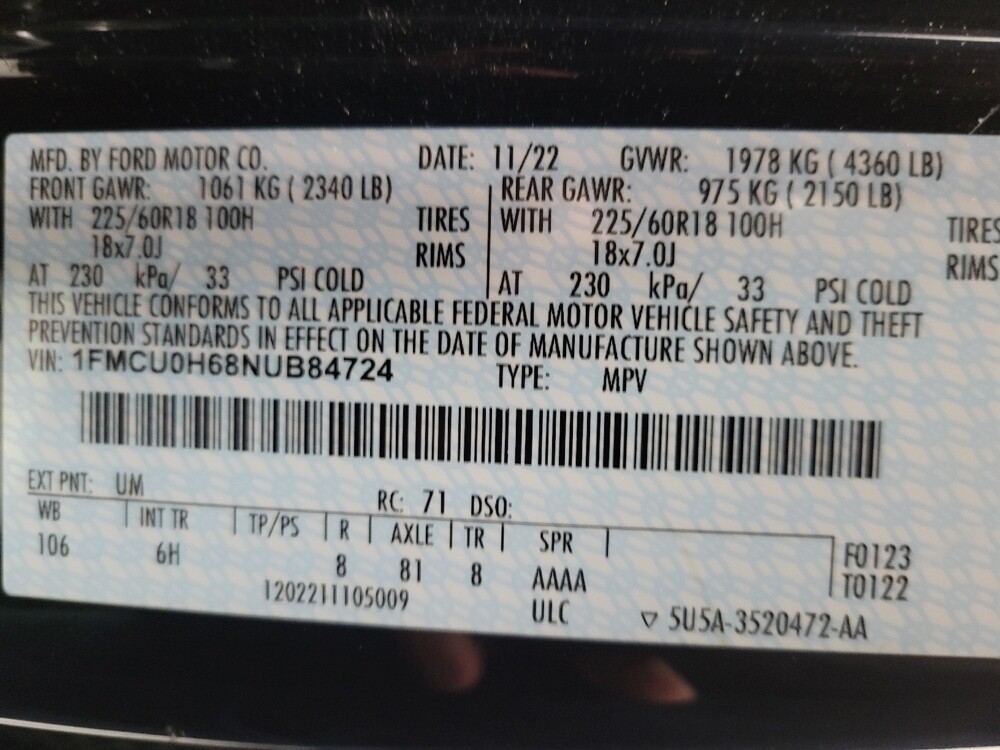 MFD. BY FORD MOTOR CO. DATE: 11/22 GVWR: 1978 KG ( 4360 LB)
FRONT GAWR: 1061 KG ( 2340 LB) REAR GAWR: 975 KG ( 2150 LB)
WITH 225/60R18 100H TIRES WITH 225/60R18 100H TIRES
18x7.0J RIMS 18x7.0J RIMS
AT 230 kPa/ 33 PSI COLD AT 230 kPa/ 33 PSI COLD
THIS VEHICLE CONFORMS TO ALL APPLICABLE FEDERAL MOTOR VEHICLE SAFETY AND THEFT
PREVENTION STANDARDS IN EFFECT ON THE DATE OF MANUFACTURE SHOWN ABOVE.
VIN: 1FMCU0H68NUB84724 TYPE: MPV
EXT PNT: UM RC: 71 DSO:
WB INT TR TP/PS R AXLE TR SPR
106 6H 8 81 8 AAAA F0123
T0122
1202211105009 ULC ▽ 5U5A-3520472-AA